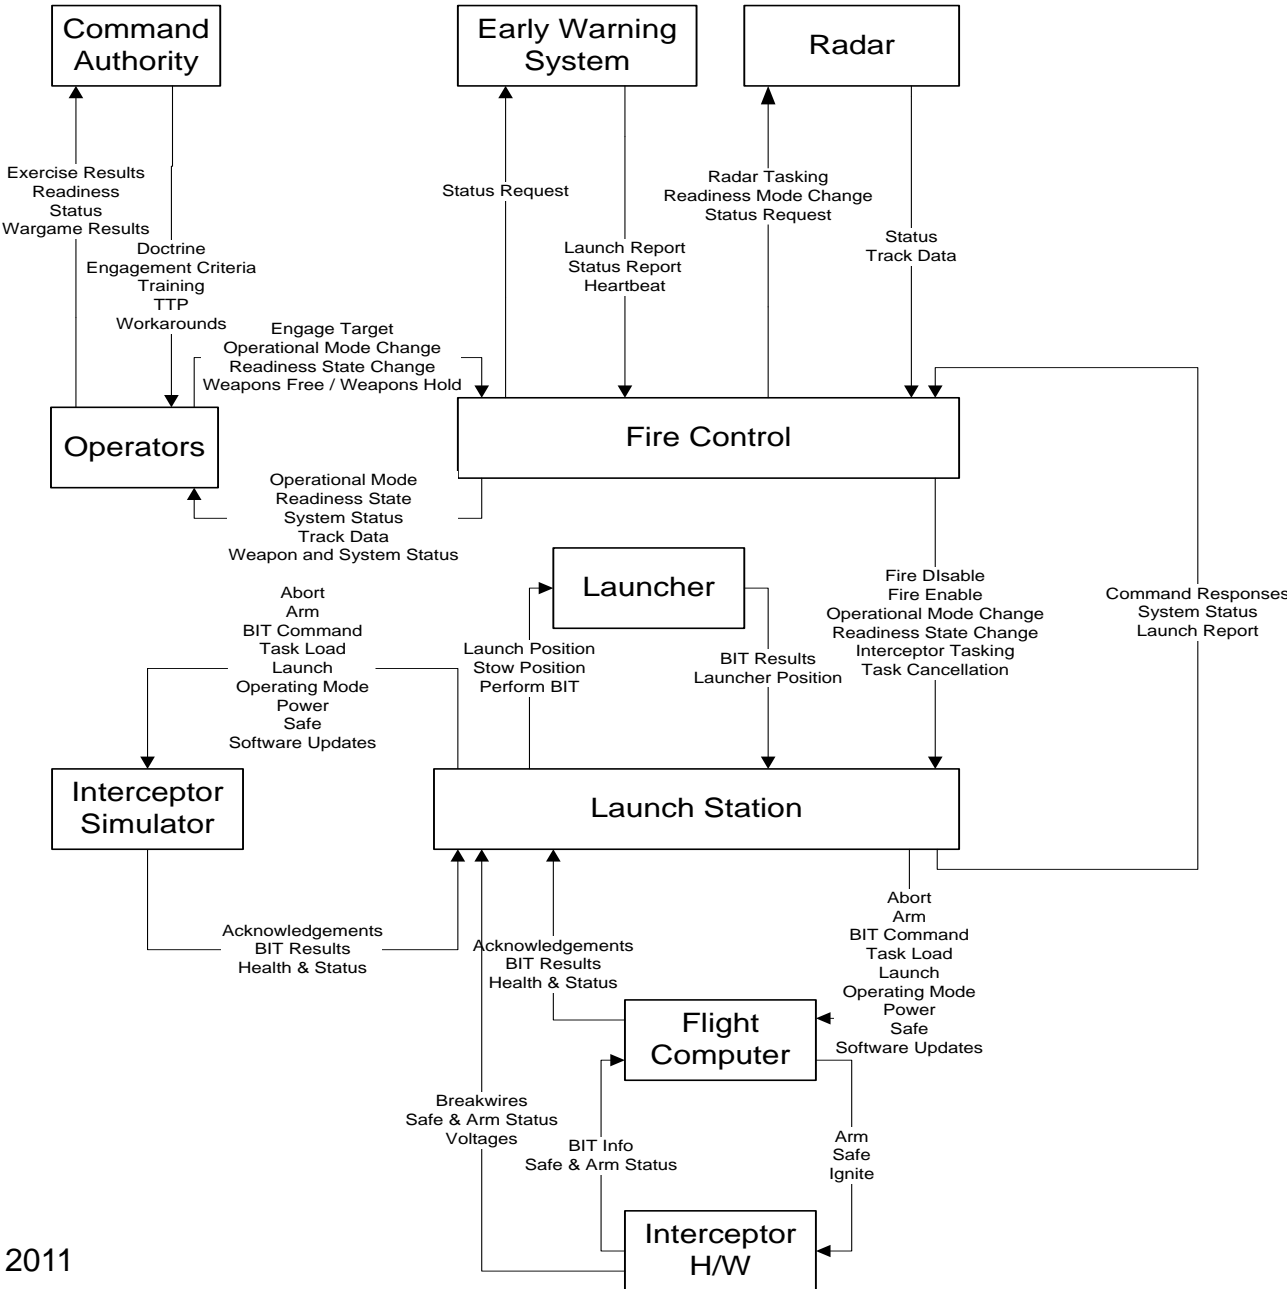 Command
Authority
Early Warning
System
Radar
Exercise Results
Readiness
Status
Wargame Results
Doctrine
Engagement Criteria
Training
TTP
Workarounds
Status Request
Launch Report
Status Report
Heartbeat
Radar Tasking
Readiness Mode Change
Status Request
Status
Track Data
Engage Target
Operational Mode Change
Readiness State Change
Weapons Free / Weapons Hold
Operators
Fire Control
Operational Mode
Readiness State
System Status
Track Data
Weapon and System Status
Launcher
Fire DIsable
Fire Enable
Operational Mode Change
Readiness State Change
Interceptor Tasking
Task Cancellation
Command Responses
System Status
Launch Report
Abort
Arm
BIT Command
Task Load
Launch
Operating Mode
Power
Safe
Software Updates
Launch Position
Stow Position
Perform BIT
BIT Results
Launcher Position
Interceptor
Simulator
Launch Station
Acknowledgements
BIT Results
Health & Status
Acknowledgements
BIT Results
Health & Status
Abort
Arm
BIT Command
Task Load
Launch
Operating Mode
Power
Safe
Software Updates
Flight
Computer
Breakwires
Safe & Arm Status
Voltages
BIT Info
Safe & Arm Status
Arm
Safe
Ignite
Interceptor
H/W
2011